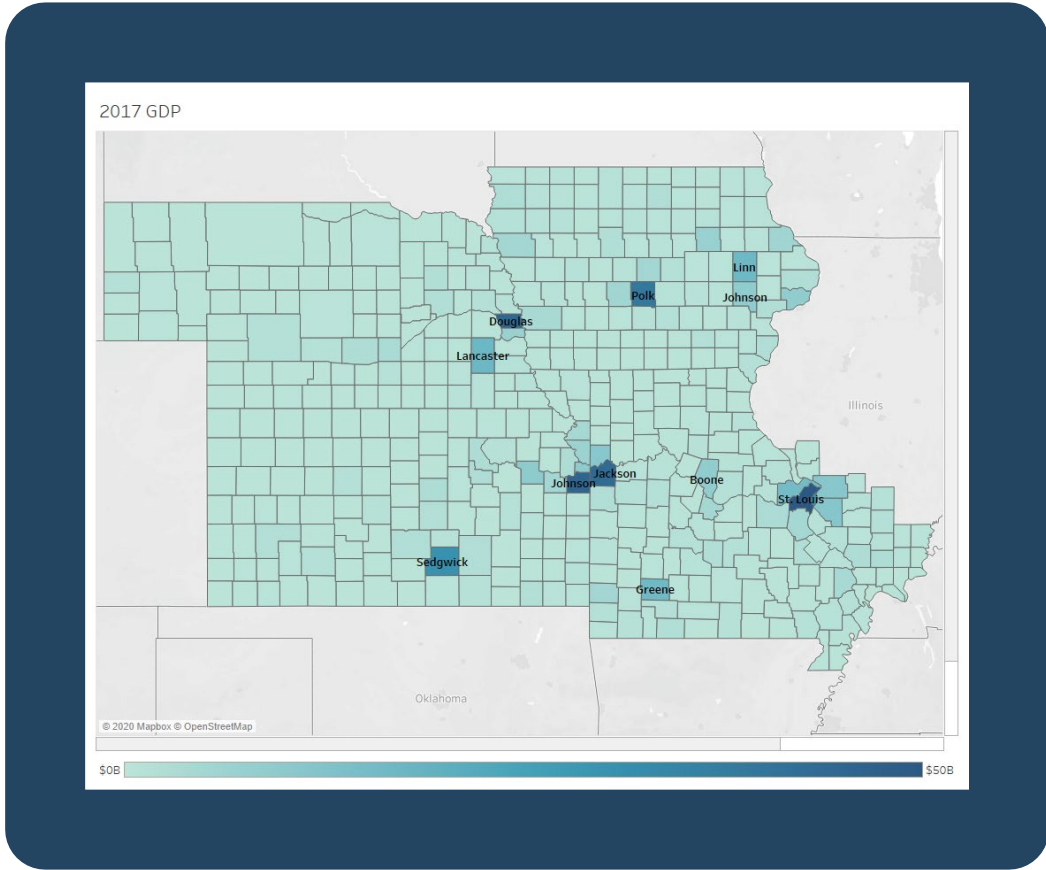 2017 GDP
Linn
Polk
Johnson
Douglas
Lancaster
Illinois
Jackson
Johnson
Boone
St. Louis
Sedgwick
Greene
Oklahoma
© 2020 Mapbox © OpenStreetMap
$0B
$50B